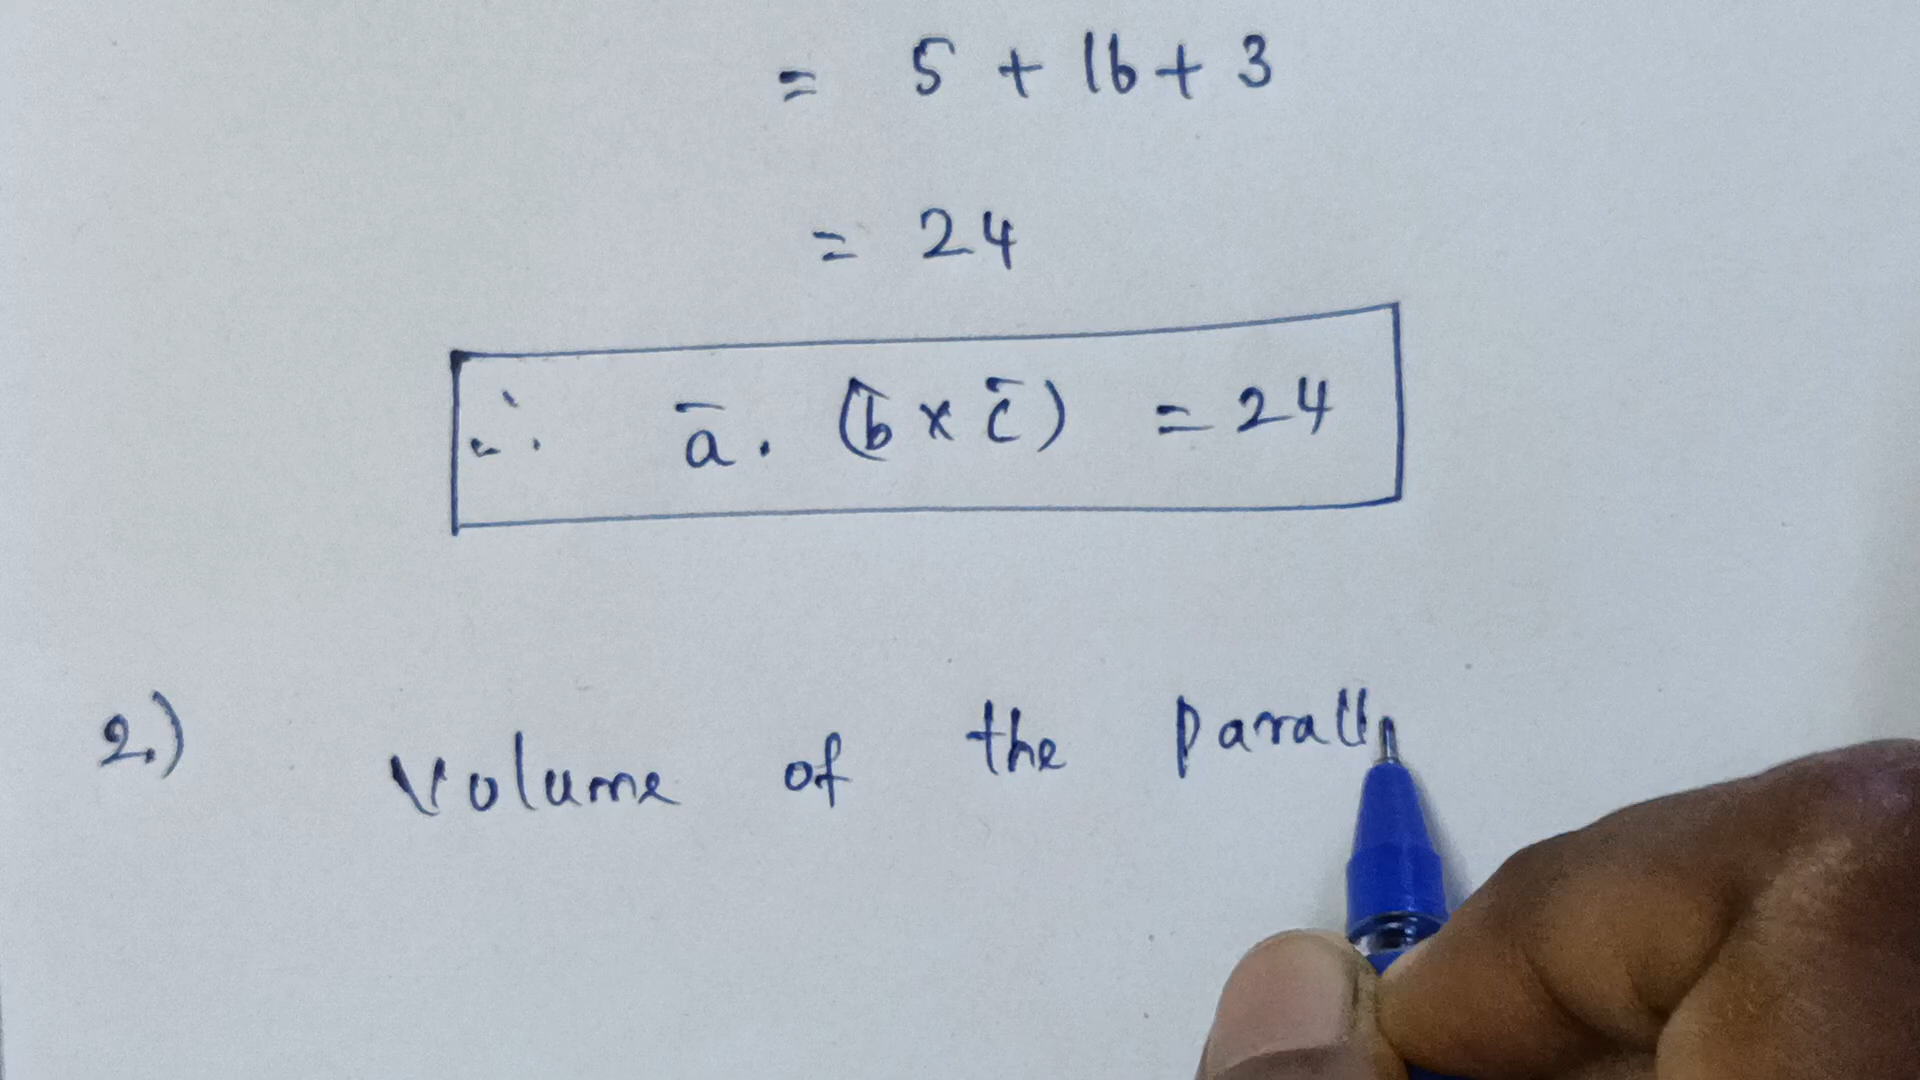 = 5 + 16 + 3
= 24
∴ a̅ . (b̅ × c̅) = 24
2.) Volume of the Parall